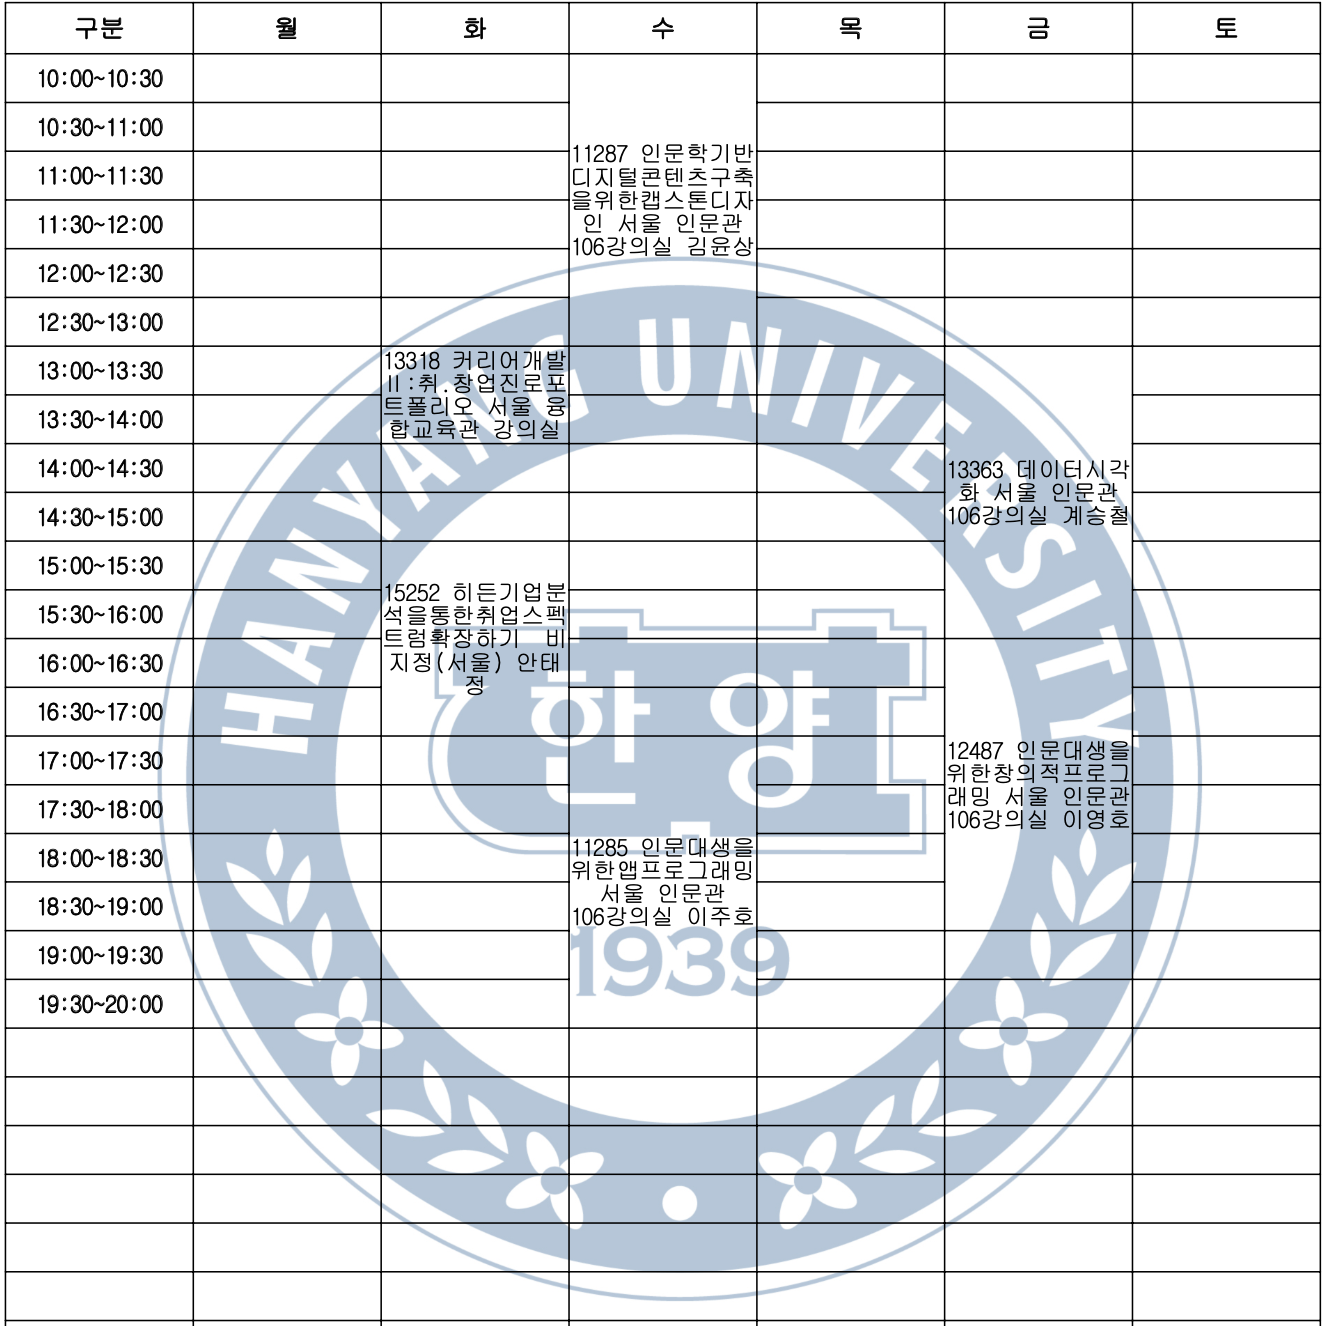 구분 월 화 수 목 금 토
10:00~10:30
10:30~11:00
11:00~11:30
11:30~12:00
12:00~12:30
12:30~13:00
13:00~13:30
13:30~14:00
14:00~14:30
14:30~15:00
15:00~15:30
15:30~16:00
16:00~16:30
16:30~17:00
17:00~17:30
17:30~18:00
18:00~18:30
18:30~19:00
19:00~19:30
19:30~20:00
13318 커리어개발
Ⅱ:취.창업진로포
트폴리오 서울 융
합교육관 강의실
15252 히든기업분
석을통한취업스펙
트럼확장하기 비
지정(서울) 안태
정
11287 인문학기반
디지털콘텐츠구축
을위한캡스톤디자
인 서울 인문관
106강의실 김윤상
11285 인문대생을
위한앱프로그래밍
서울 인문관
106강의실 이주호
13363 데이터시각
화 서울 인문관
106강의실 계승철
12487 인문대생을
위한창의적프로그
래밍 서울 인문관
106강의실 이영호
HANYANG UNIVERSITY
한양
1939